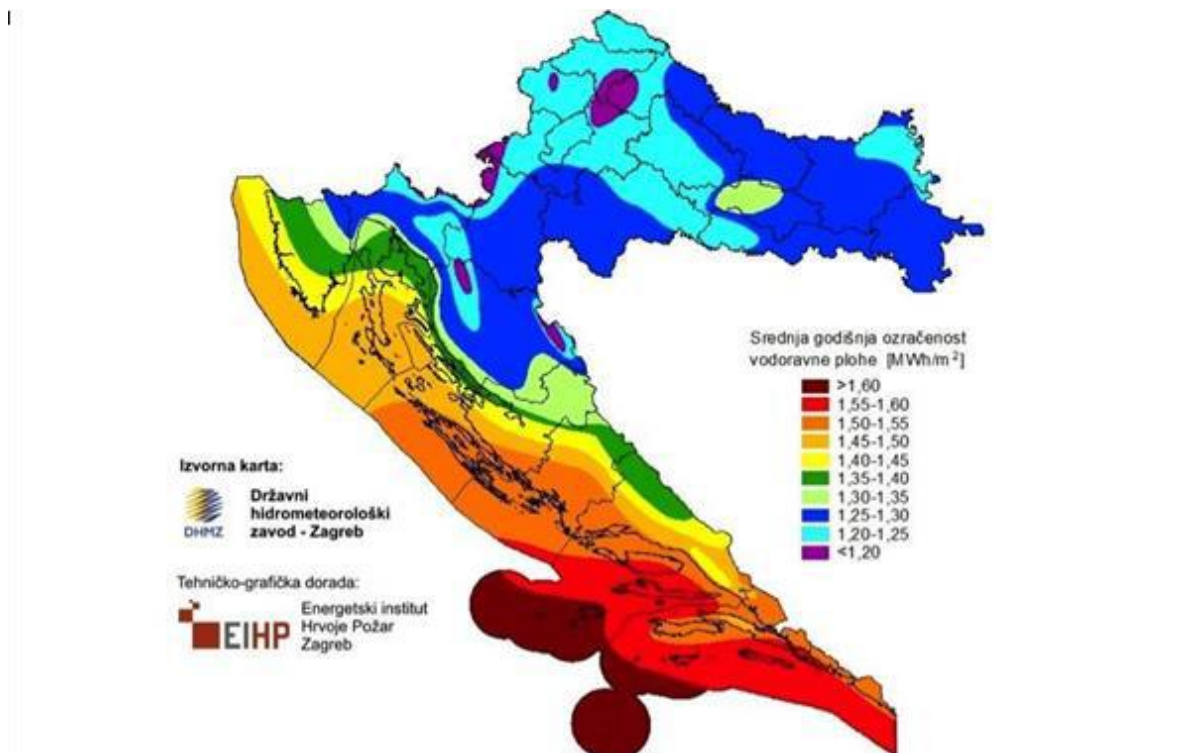 Srednja godišnja ozračenost
vodoravne plohe [MWh/m²]
>1,60
1,55-1,60
1,50-1,55
1,45-1,50
1,40-1,45
1,35-1,40
1,30-1,35
1,25-1,30
1,20-1,25
<1,20
Izvorna karta:
DHMZ
Državni
hidrometeorološki
zavod - Zagreb
Tehničko-grafička dorada:
EIHP
Energetski institut
Hrvoje Požar
Zagreb